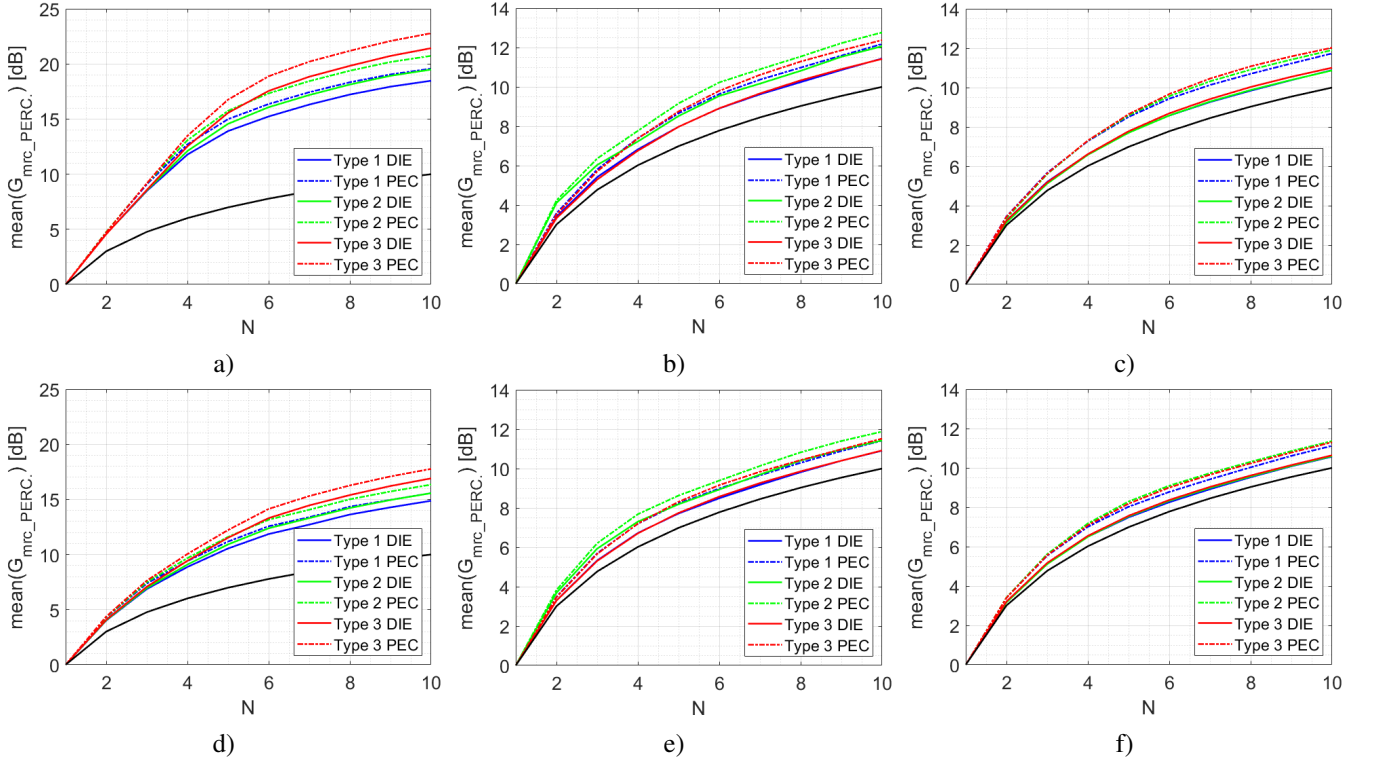 25
20
15
10
5
0
mean(G_mrc_PERC.) [dB]
2
4
6
8
10
N
Type 1 DIE
Type 1 PEC
Type 2 DIE
Type 2 PEC
Type 3 DIE
Type 3 PEC
a)
14
12
10
8
6
4
2
0
mean(G_mrc_PERC.) [dB]
2
4
6
8
10
N
Type 1 DIE
Type 1 PEC
Type 2 DIE
Type 2 PEC
Type 3 DIE
Type 3 PEC
b)
14
12
10
8
6
4
2
0
mean(G_mrc_PERC.) [dB]
2
4
6
8
10
N
Type 1 DIE
Type 1 PEC
Type 2 DIE
Type 2 PEC
Type 3 DIE
Type 3 PEC
c)
25
20
15
10
5
0
mean(G_mrc_PERC.) [dB]
2
4
6
8
10
N
Type 1 DIE
Type 1 PEC
Type 2 DIE
Type 2 PEC
Type 3 DIE
Type 3 PEC
d)
14
12
10
8
6
4
2
0
mean(G_mrc_PERC.) [dB]
2
4
6
8
10
N
Type 1 DIE
Type 1 PEC
Type 2 DIE
Type 2 PEC
Type 3 DIE
Type 3 PEC
e)
14
12
10
8
6
4
2
0
mean(G_mrc_PERC.) [dB]
2
4
6
8
10
N
Type 1 DIE
Type 1 PEC
Type 2 DIE
Type 2 PEC
Type 3 DIE
Type 3 PEC
f)